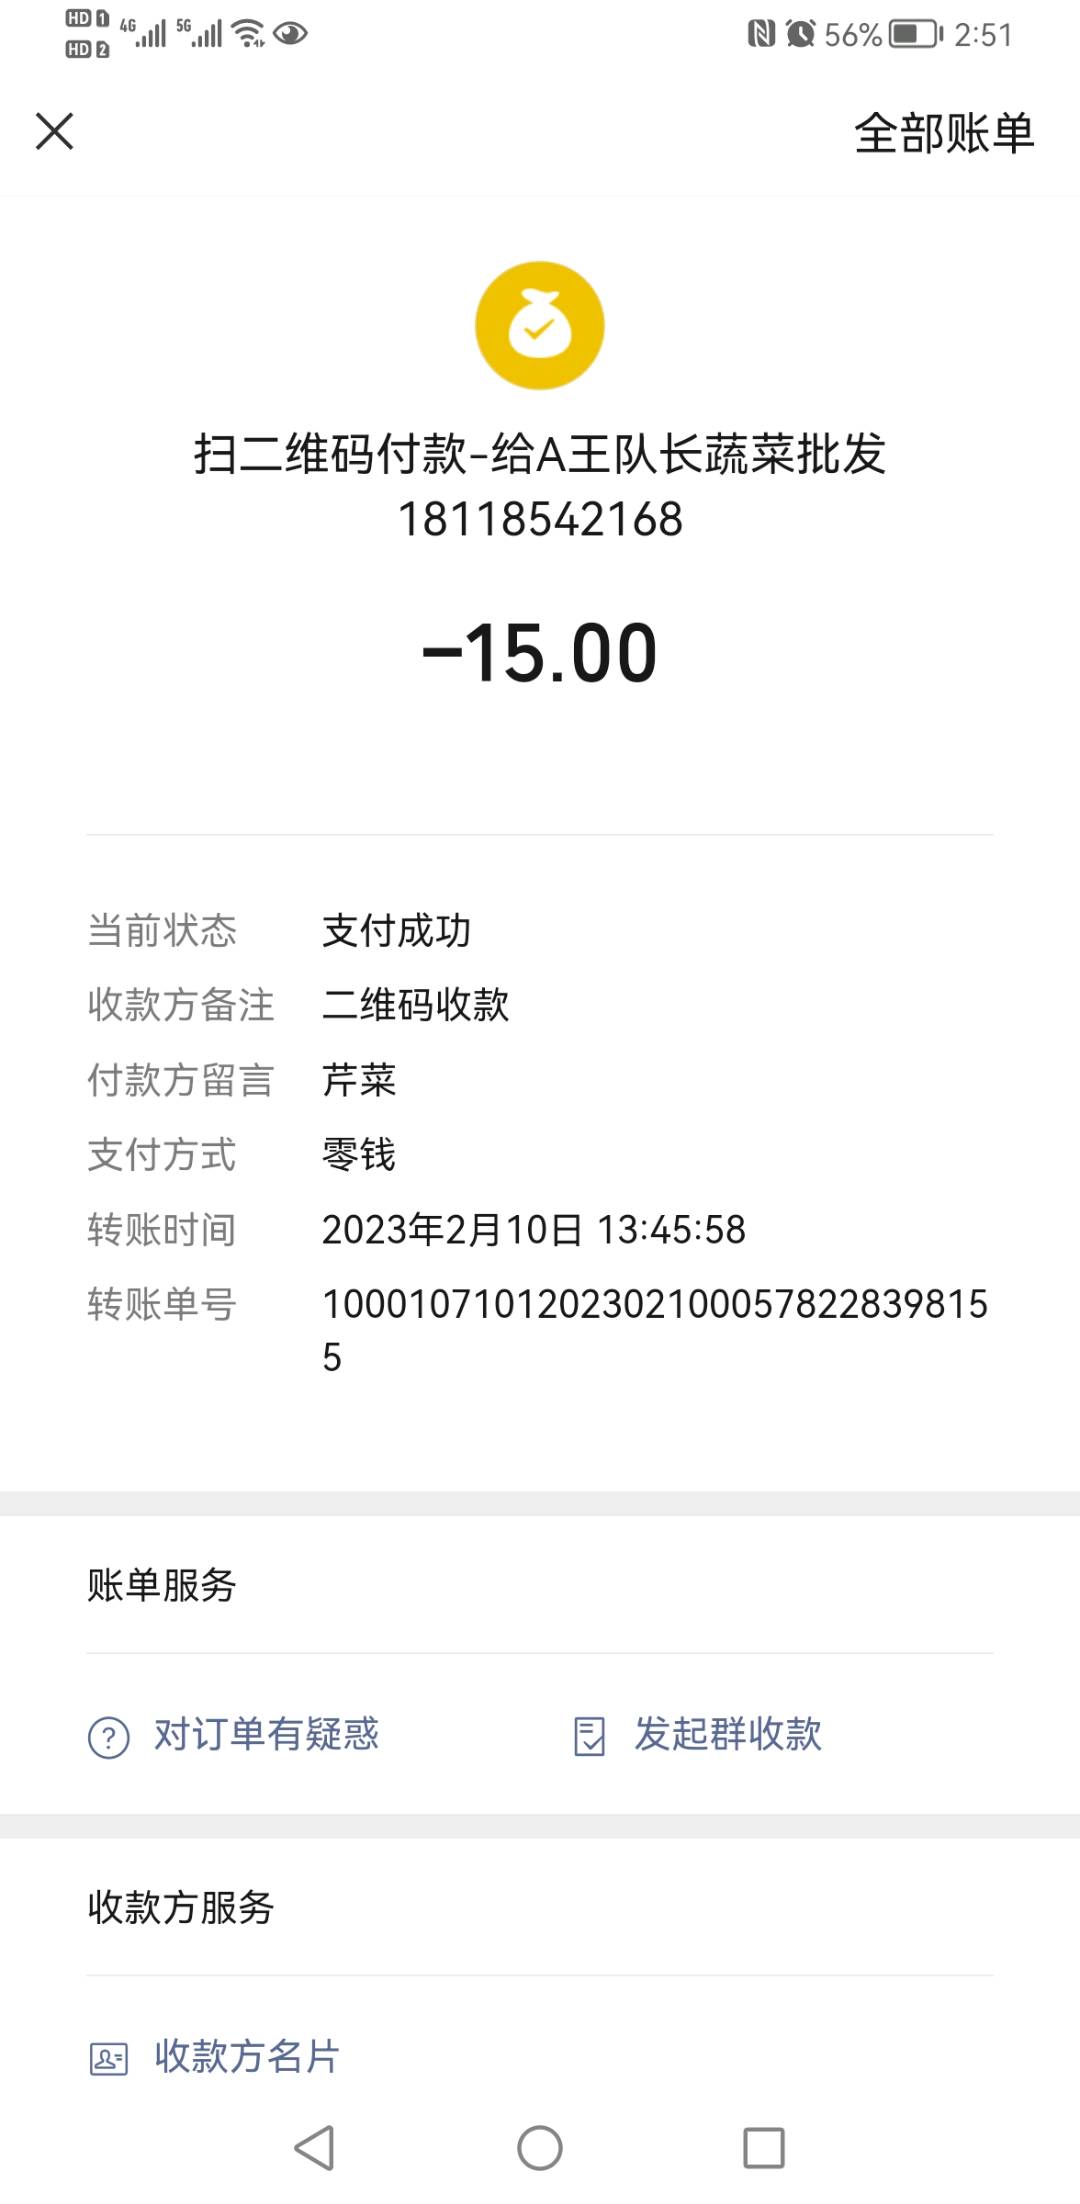 HD 1 4G 5G 56% 2:51
HD 2
全部账单
扫二维码付款-给A王队长蔬菜批发
18118542168
-15.00
当前状态 支付成功
收款方备注 二维码收款
付款方留言 芹菜
支付方式 零钱
转账时间 2023年2月10日 13:45:58
转账单号 100010710120230210005782283981​5
5
账单服务
对订单有疑惑 发起群收款
收款方服务
收款方名片